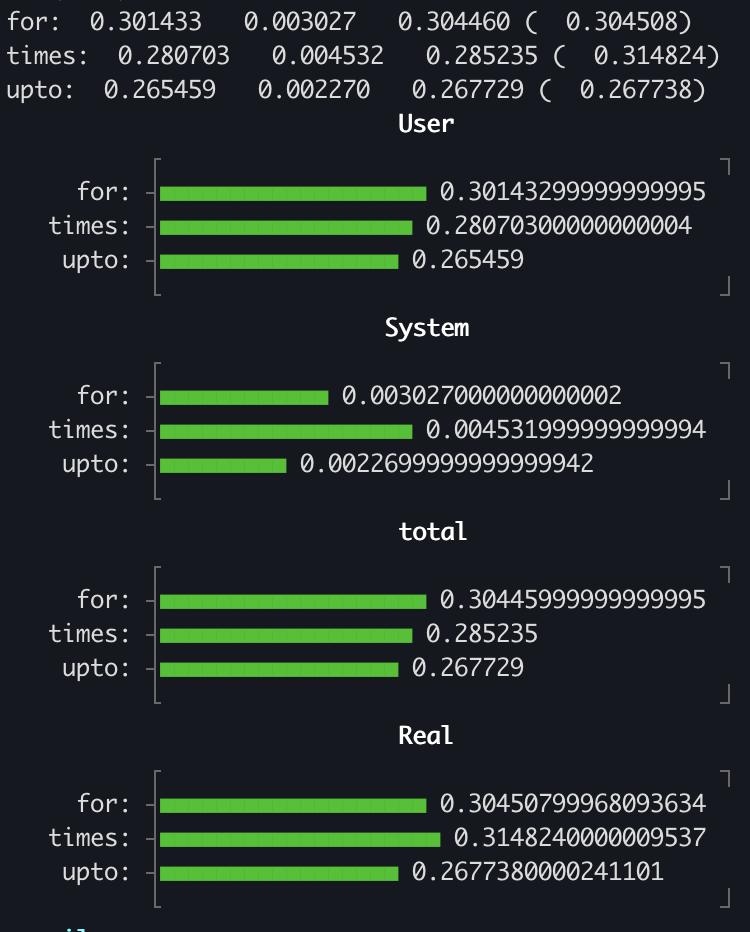 for:  0.301433   0.003027   0.304460 (  0.304508)
times:  0.280703   0.004532   0.285235 (  0.314824)
upto:  0.265459   0.002270   0.267729 (  0.267738)
User
for: 0.30143299999999995
times: 0.28070300000000004
upto: 0.265459
System
for: 0.003027000000000002
times: 0.004531999999999994
upto: 0.0022699999999999942
total
for: 0.30445999999999995
times: 0.285235
upto: 0.267729
Real
for: 0.30450799968093634
times: 0.3148240000009537
upto: 0.2677380000241101